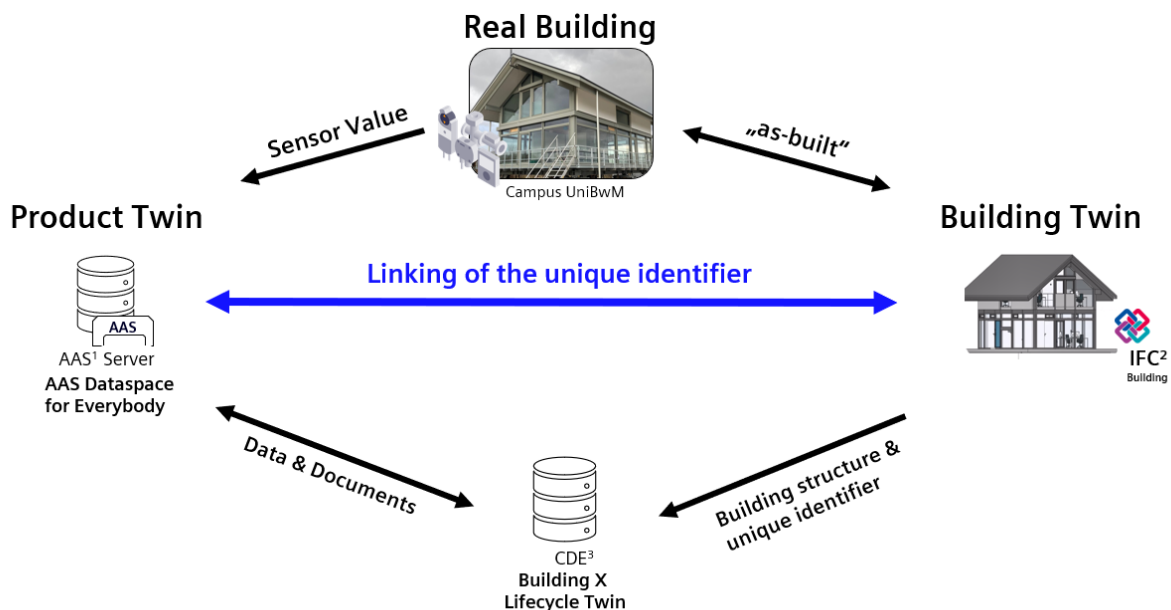 Real Building
Sensor Value
„as-built“
Campus UniBwM
Product Twin
Building Twin
Linking of the unique identifier
AAS
AAS¹ Server
AAS Dataspace
for Everybody
IFC²
Building
Data & Documents
Building structure &
unique identifier
CDE³
Building X
Lifecycle Twin